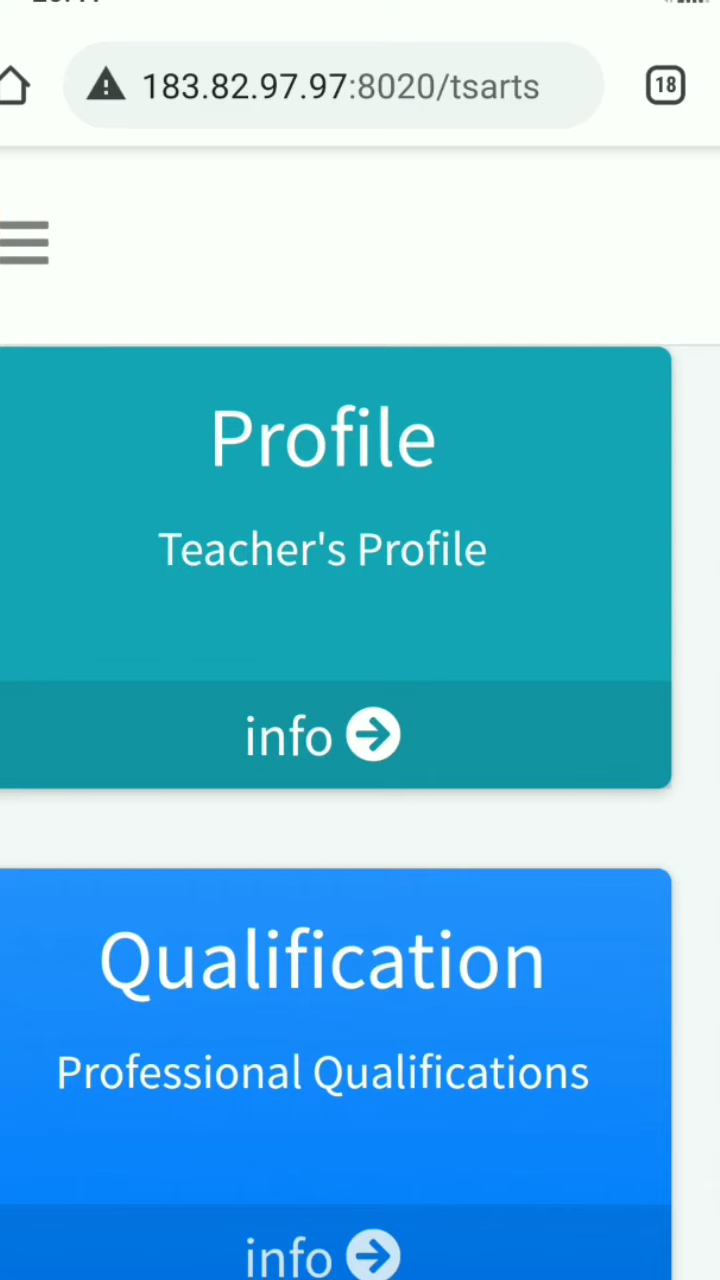 183.82.97.97:8020/tsarts
18
Profile
Teacher's Profile
info
Qualification
Professional Qualifications
info